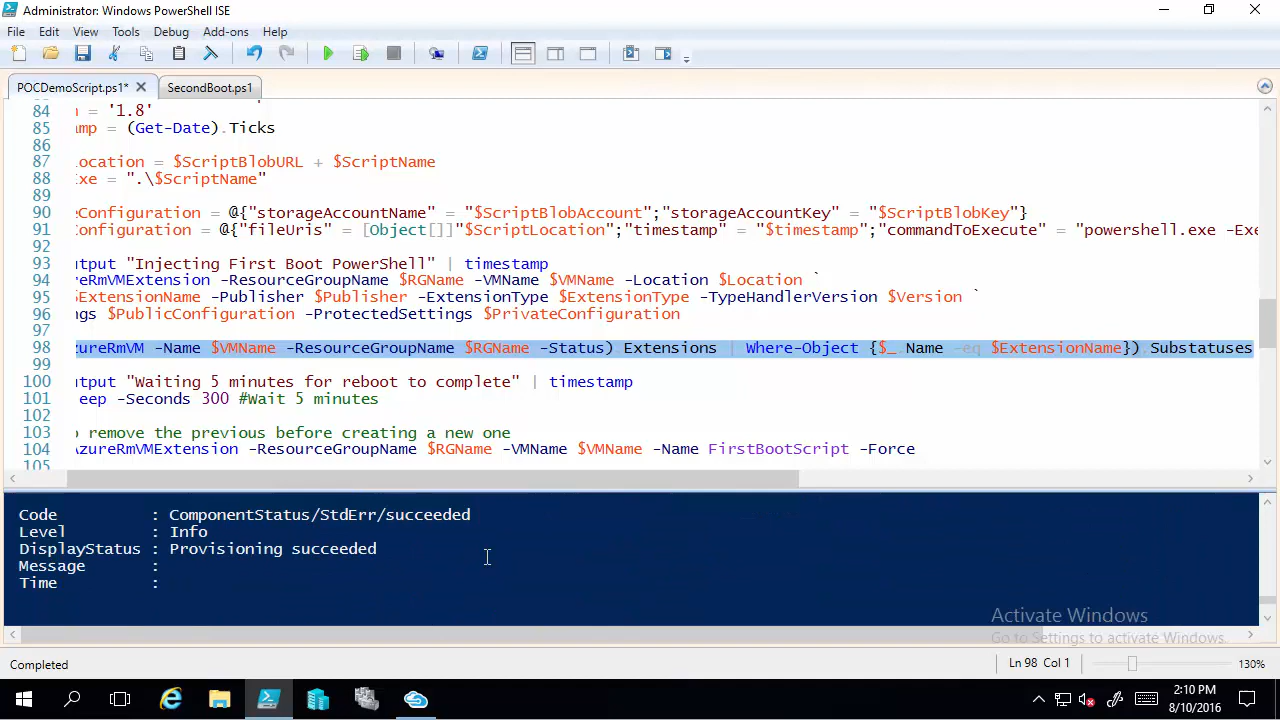 Administrator: Windows PowerShell ISE
File Edit View Tools Debug Add-ons Help
POCDemoScript.ps1* SecondBoot.ps1
84 = '1.8'
85 amp = (Get-Date).Ticks
86
87 ocation = $ScriptBlobURL + $ScriptName
88 xe = ".\$ScriptName"
89
90 eConfiguration = @{"storageAccountName" = "$ScriptBlobAccount";"storageAccountKey" = "$ScriptBlobKey"}
91 Configuration = @{"fileUris" = [Object[]]"$ScriptLocation";"timestamp" = "$timestamp";"commandToExecute" = "powershell.exe -Exe
92
93 utput "Injecting First Boot PowerShell" | timestamp
94 reRmVMExtension -ResourceGroupName $RGName -VMName $VMName -Location $Location `
95 ExtensionName -Publisher $Publisher -ExtensionType $ExtensionType -TypeHandlerVersion $Version `
96 ngs $PublicConfiguration -ProtectedSettings $PrivateConfiguration
97
98 zureRmVM -Name $VMName -ResourceGroupName $RGName -Status).Extensions | Where-Object {$_.Name -eq $ExtensionName}).Substatuses
99
100 utput "Waiting 5 minutes for reboot to complete" | timestamp
101 eep -Seconds 300 #Wait 5 minutes
102
103 o remove the previous before creating a new one
104 AzureRmVMExtension -ResourceGroupName $RGName -VMName $VMName -Name FirstBootScript -Force
105
Code : ComponentStatus/StdErr/succeeded
Level : Info
DisplayStatus : Provisioning succeeded
Message :
Time :
Activate Windows
Go to Settings to activate Windows.
Completed Ln 98 Col 1 130%
2:10 PM
8/10/2016